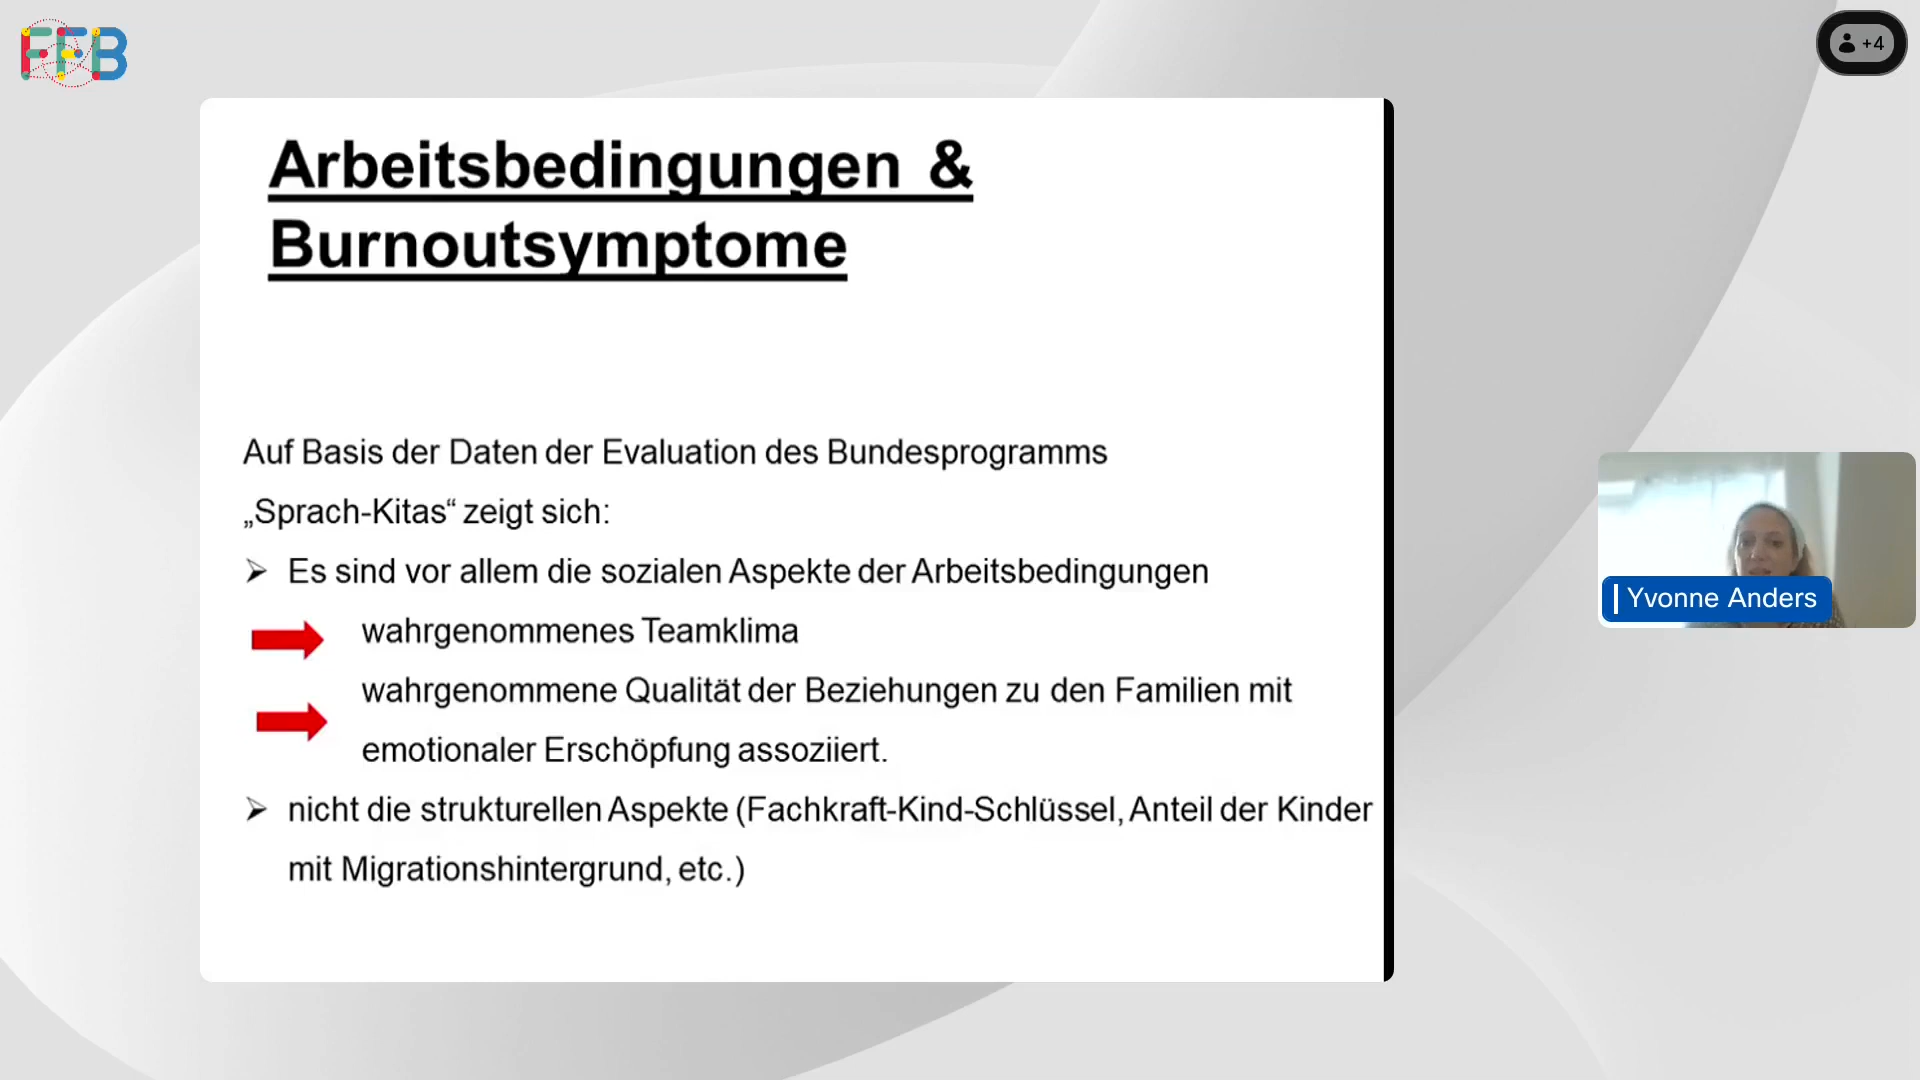 FFB
+4
Arbeitsbedingungen &
Burnoutsymptome
Auf Basis der Daten der Evaluation des Bundesprogramms
„Sprach-Kitas“ zeigt sich:
➢ Es sind vor allem die sozialen Aspekte der Arbeitsbedingungen
wahrgenommenes Teamklima
wahrgenommene Qualität der Beziehungen zu den Familien mit
emotionaler Erschöpfung assoziiert.
➢ nicht die strukturellen Aspekte (Fachkraft-Kind-Schlüssel, Anteil der Kinder
mit Migrationshintergrund, etc.)
Yvonne Anders